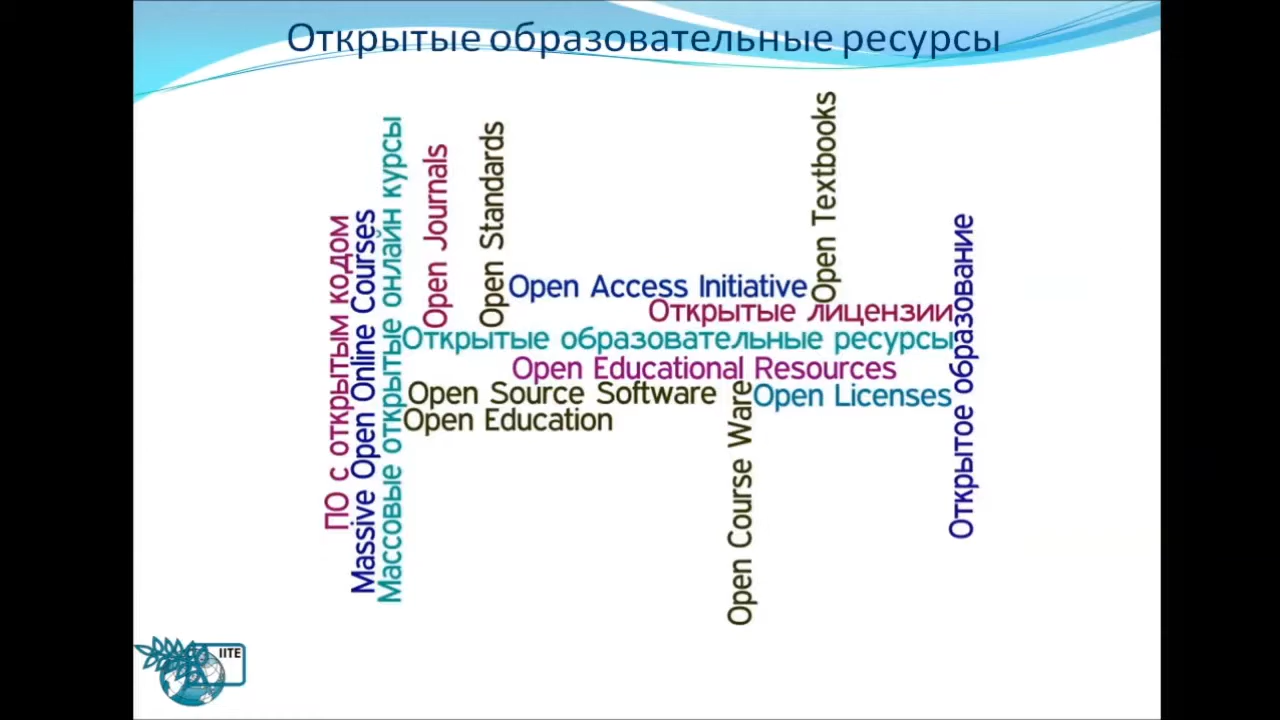 Открытые образовательные ресурсы
ПО с открытым кодом
Massive Open Online Courses
Массовые открытые онлайн курсы
Open Journals
Open Standards
Open Textbooks
Open Access Initiative
Открытые лицензии
Открытые образовательные ресурсы
Open Educational Resources
Open Source Software
Open Licenses
Open Education
Open Course Ware
Открытое образование
IITE